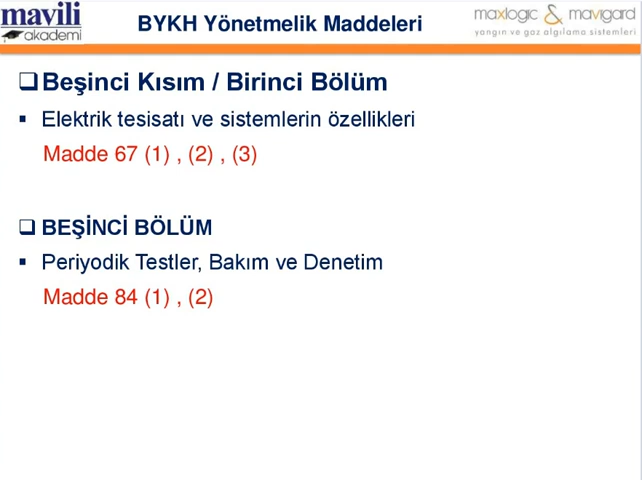 mavili
akademi
BYKH Yönetmelik Maddeleri
maxlogic & mavigard
yangın ve gaz algılama sistemleri
Beşinci Kısım / Birinci Bölüm
Elektrik tesisatı ve sistemlerin özellikleri
Madde 67 (1) , (2) , (3)
BEŞİNCİ BÖLÜM
Periyodik Testler, Bakım ve Denetim
Madde 84 (1) , (2)